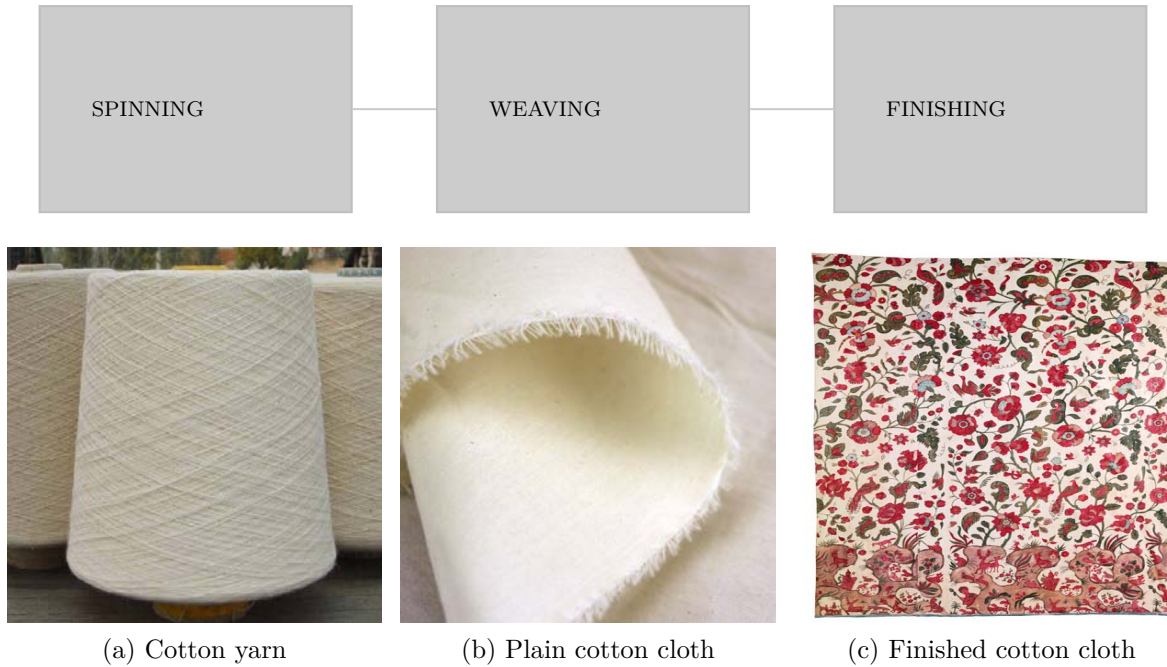 SPINNING
WEAVING
FINISHING
(a) Cotton yarn
(b) Plain cotton cloth
(c) Finished cotton cloth